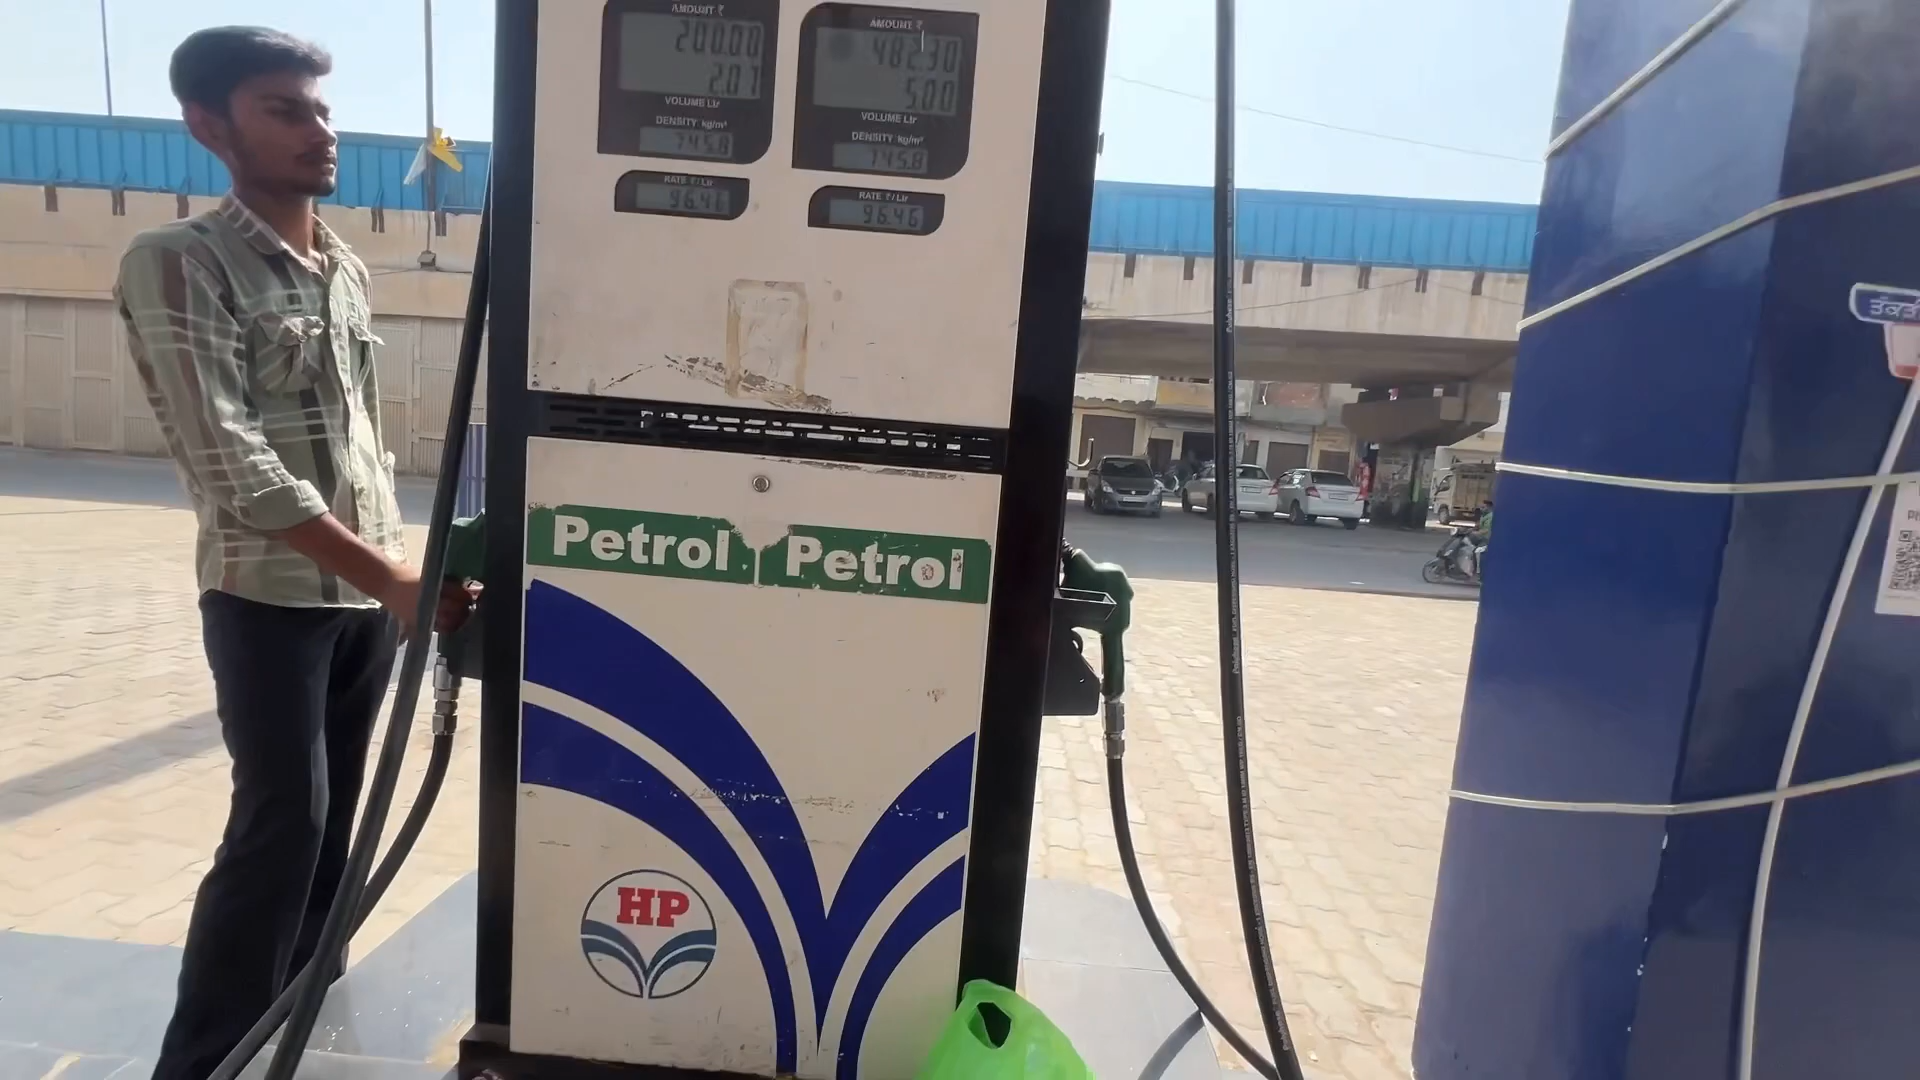 AMOUNT ₹
200.00
2.07
VOLUME Ltr
DENSITY kg/m³
745.8
RATE ₹/Ltr
96.46
AMOUNT ₹
482.30
5.00
VOLUME Ltr
DENSITY kg/m³
745.8
RATE ₹/Ltr
96.46
Petrol
Petrol
HP